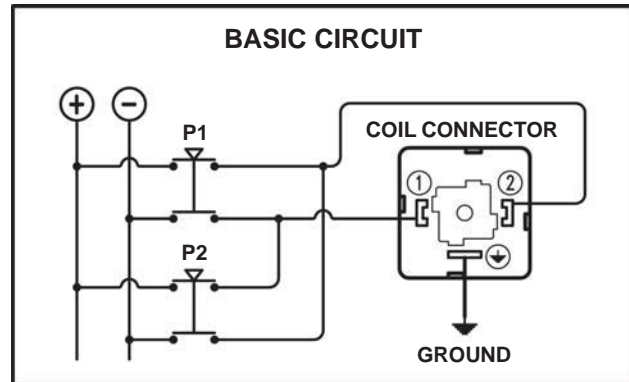 BASIC CIRCUIT
+ −
P1
COIL CONNECTOR
1 2
P2
GROUND